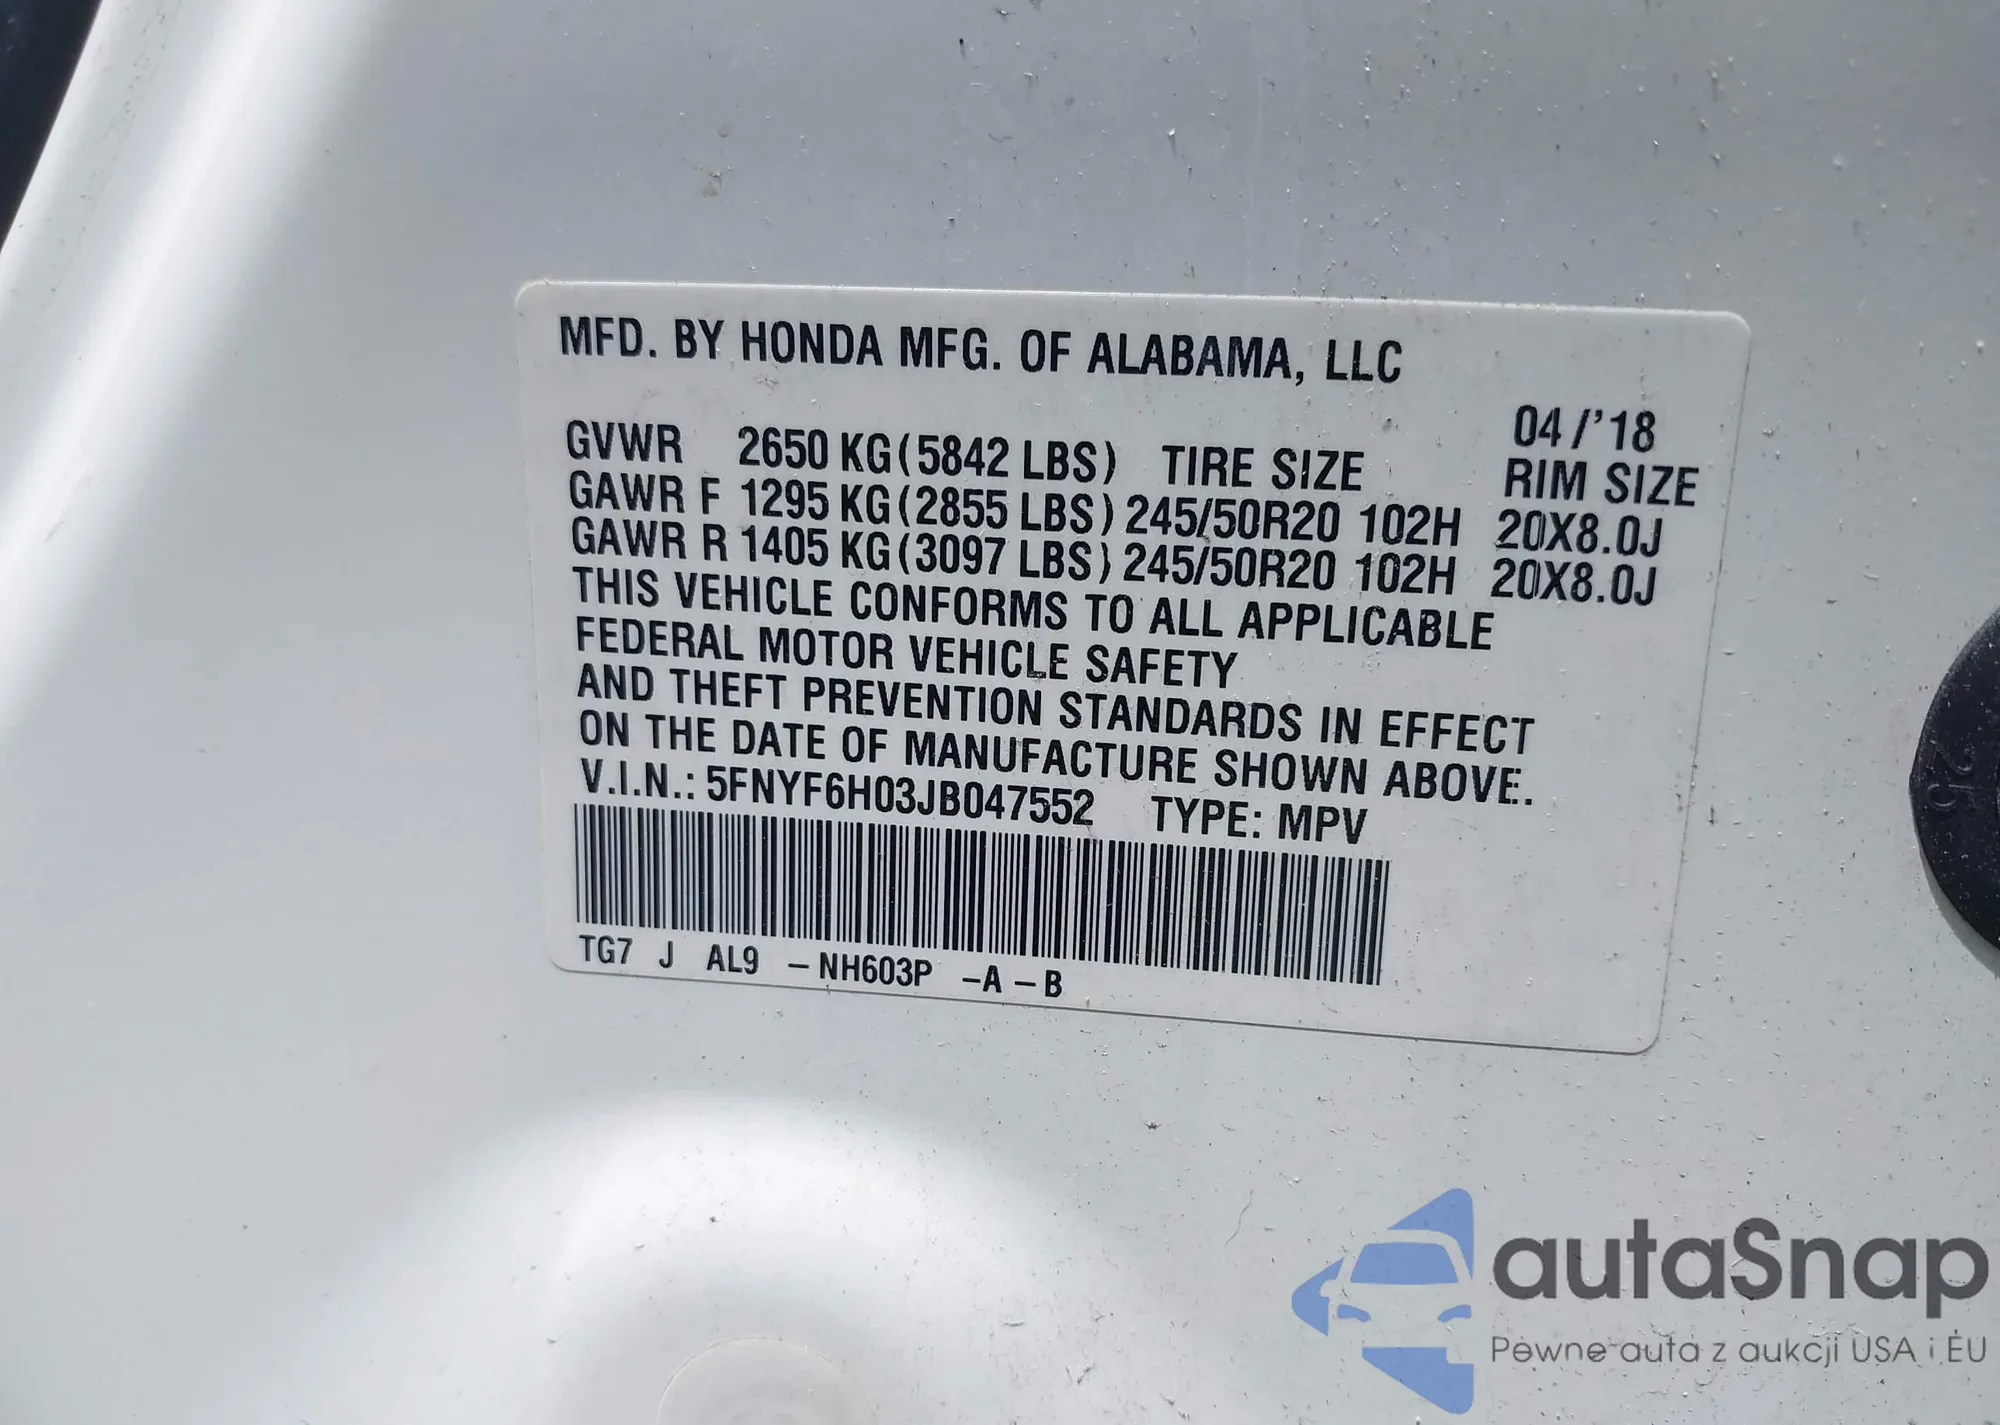 MFD. BY HONDA MFG. OF ALABAMA, LLC
04/'18
GVWR 2650 KG (5842 LBS) TIRE SIZE RIM SIZE
GAWR F 1295 KG (2855 LBS) 245/50R20 102H 20X8.0J
GAWR R 1405 KG (3097 LBS) 245/50R20 102H 20X8.0J
THIS VEHICLE CONFORMS TO ALL APPLICABLE
FEDERAL MOTOR VEHICLE SAFETY
AND THEFT PREVENTION STANDARDS IN EFFECT
ON THE DATE OF MANUFACTURE SHOWN ABOVE.
V.I.N.: 5FNYF6H03JB047552 TYPE: MPV
TG7 J AL9 –NH603P –A–B
25
autaSnap
Pewne auta z aukcji USA i EU